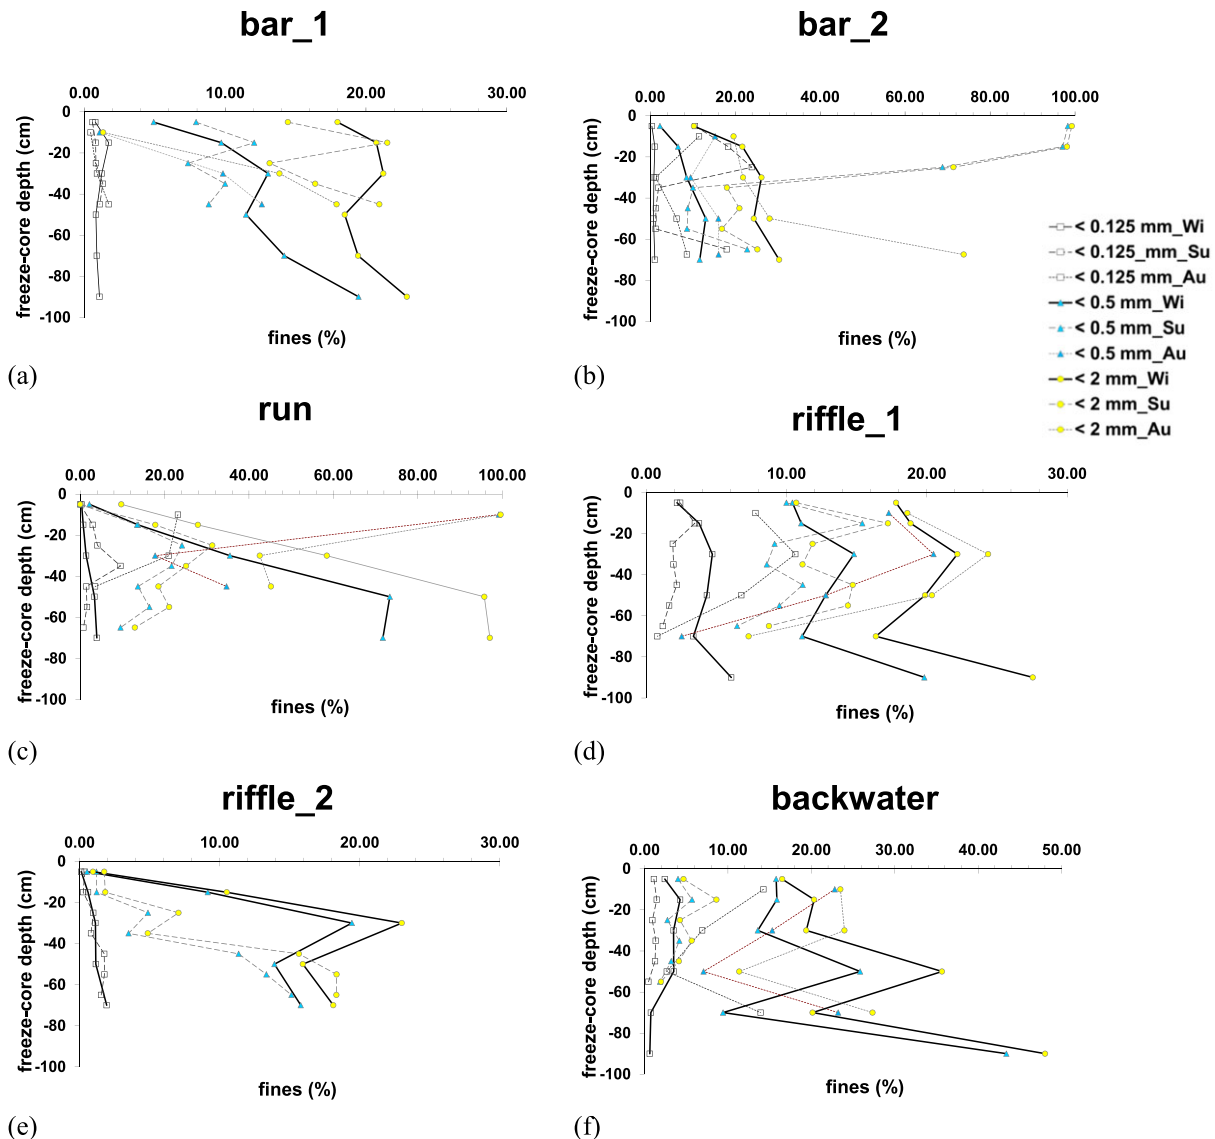 bar_1
0.00 10.00 20.00 30.00
0
-20
-40
-60
-80
-100
freeze-core depth (cm)
fines (%)
(a)
bar_2
0.00 20.00 40.00 60.00 80.00 100.00
0
-20
-40
-60
-80
-100
freeze-core depth (cm)
fines (%)
(b)
< 0.125 mm_Wi
< 0.125_mm_Su
< 0.125 mm_Au
< 0.5 mm_Wi
< 0.5 mm_Su
< 0.5 mm_Au
< 2 mm_Wi
< 2 mm_Su
< 2 mm_Au
run
0.00 20.00 40.00 60.00 80.00 100.00
0
-20
-40
-60
-80
-100
freeze-core depth (cm)
fines (%)
(c)
riffle_1
0.00 10.00 20.00 30.00
0
-20
-40
-60
-80
-100
freeze-core depth (cm)
fines (%)
(d)
riffle_2
0.00 10.00 20.00 30.00
0
-20
-40
-60
-80
-100
freeze-core depth (cm)
fines (%)
(e)
backwater
0.00 10.00 20.00 30.00 40.00 50.00
0
-20
-40
-60
-80
-100
freeze-core depth (cm)
fines (%)
(f)